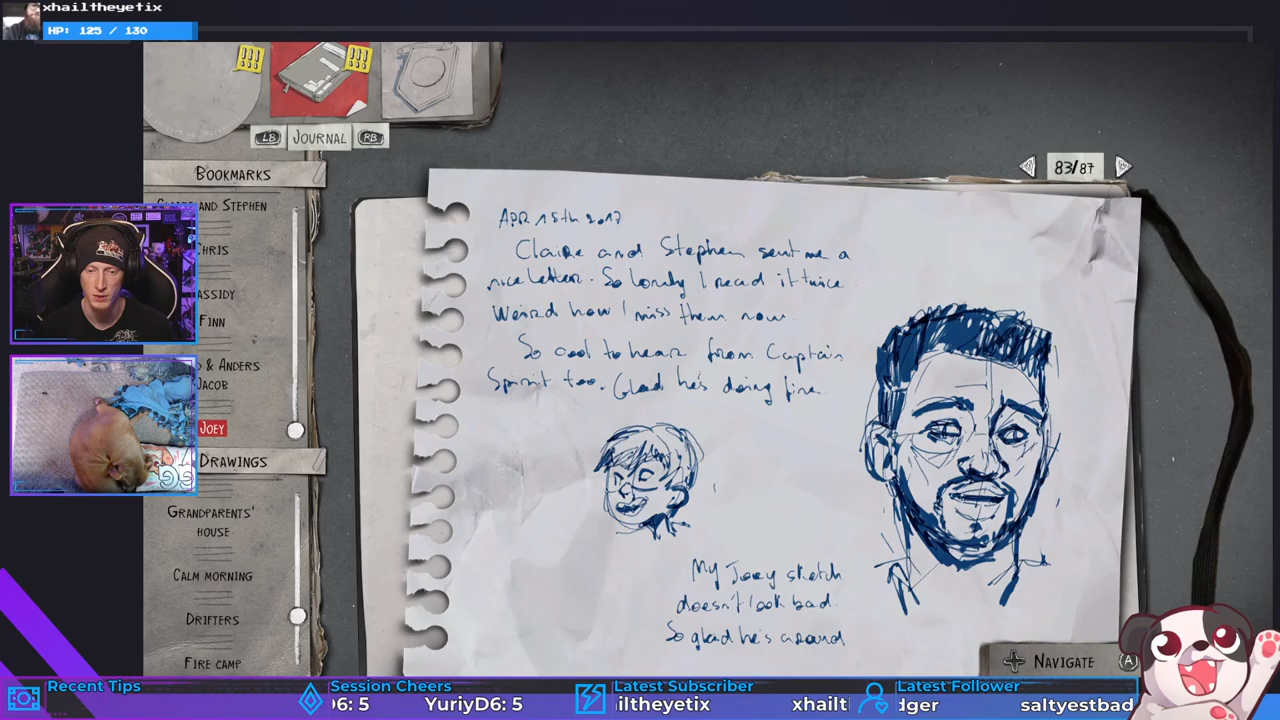 xhailtheyetix
HP: 125 / 130
LB JOURNAL RB
BOOKMARKS
AND STEPHEN
CHRIS
CASSIDY
FINN
& ANDERS
JACOB
JOEY
DRAWINGS
GRANDPARENTS'
HOUSE
CALM MORNING
DRIFTERS
FIRE CAMP
83/87
APR 15th 2017
Claire and Stephen sent me a
nice letter. So lovely I read it twice.
Weird how I miss them now.
So cool to hear from Captain
Spirit too. Glad he's doing fine.
My Joey sketch
doesn't look bad.
So glad he's around
NAVIGATE A
Recent Tips
Session Cheers
D6: 5 YuriyD6: 5
Latest Subscriber
iltheyetix xhailt
Latest Follower
dger saltyestbad